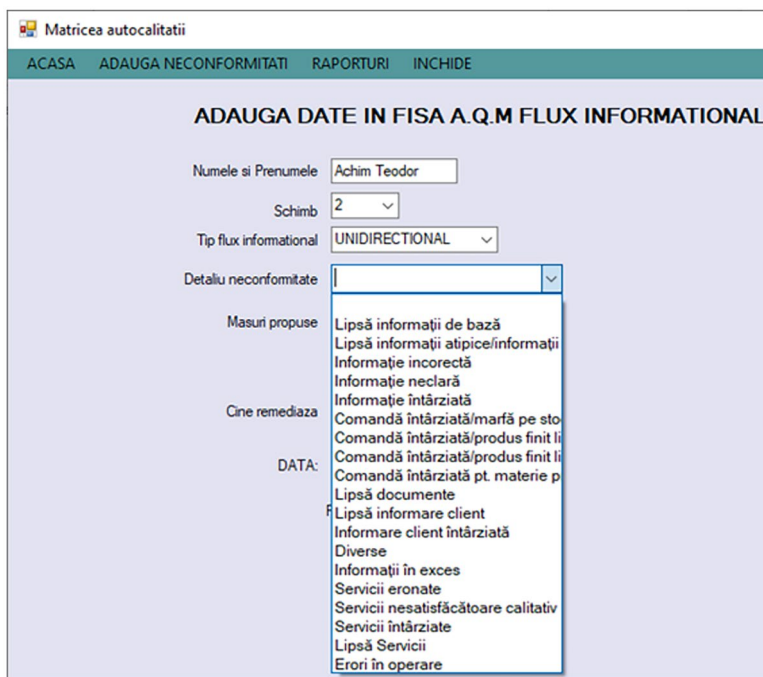 Matricea autocalitatii
ACASA ADAUGA NECONFORMITATI RAPORTURI INCHIDE
ADAUGA DATE IN FISA A.Q.M FLUX INFORMATIONAL
Numele si Prenumele Achim Teodor
Schimb 2
Tip flux informational UNIDIRECTIONAL
Detaliu neconformitate
Masuri propuse
Cine remediaza
DATA:
Lipsă informații de bază
Lipsă informații atipice/informații
Informație incorectă
Informație neclară
Informație întârziată
Comandă întârziată/marfă pe sto
Comandă întârziată/produs finit li
Comandă întârziată/produs finit li
Comandă întârziată pt. materie p
Lipsă documente
Lipsă informare client
Informare client întârziată
Diverse
Informații în exces
Servicii eronate
Servicii nesatisfăcătoare calitativ
Servicii întârziate
Lipsă Servicii
Erori în operare